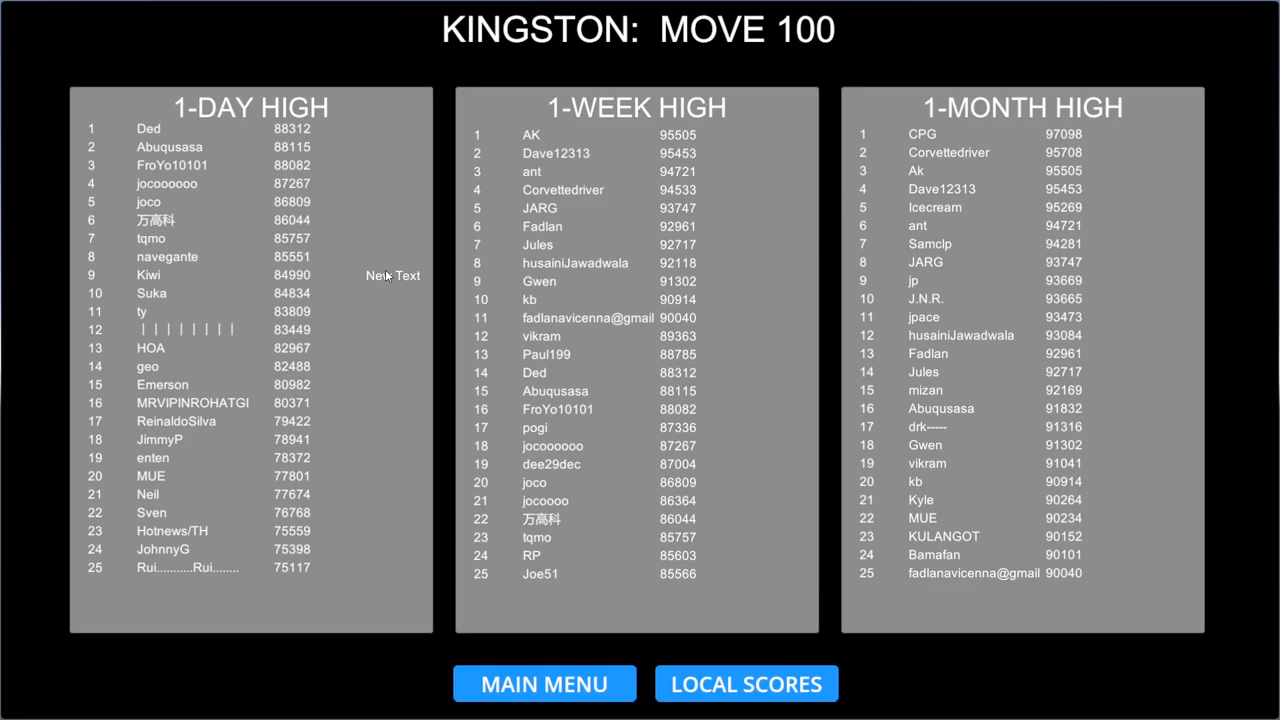 KINGSTON:  MOVE 100
1-DAY HIGH
1 Ded 88312
2 Abuqusasa 88115
3 FroYo10101 88082
4 jocoooooo 87267
5 joco 86809
6 万高科 86044
7 tqmo 85757
8 navegante 85551
9 Kiwi 84990
New Text
10 Suka 84834
11 ty 83809
12 | | | | | | | | 83449
13 HOA 82967
14 geo 82488
15 Emerson 80982
16 MRVIPINROHATGI 80371
17 ReinaldoSilva 79422
18 JimmyP 78941
19 enten 78372
20 MUE 77801
21 Neil 77674
22 Sven 76768
23 Hotnews/TH 75559
24 JohnnyG 75398
25 Rui...........Rui........ 75117
1-WEEK HIGH
1 AK 95505
2 Dave12313 95453
3 ant 94721
4 Corvettedriver 94533
5 JARG 93747
6 Fadlan 92961
7 Jules 92717
8 husainiJawadwala 92118
9 Gwen 91302
10 kb 90914
11 fadlanavicenna@gmail 90040
12 vikram 89363
13 Paul199 88785
14 Ded 88312
15 Abuqusasa 88115
16 FroYo10101 88082
17 pogi 87336
18 jocoooooo 87267
19 dee29dec 87004
20 joco 86809
21 jocoooo 86364
22 万高科 86044
23 tqmo 85757
24 RP 85603
25 Joe51 85566
1-MONTH HIGH
1 CPG 97098
2 Corvettedriver 95708
3 Ak 95505
4 Dave12313 95453
5 Icecream 95269
6 ant 94721
7 Samclp 94281
8 JARG 93747
9 jp 93669
10 J.N.R. 93665
11 jpace 93473
12 husainiJawadwala 93084
13 Fadlan 92961
14 Jules 92717
15 mizan 92169
16 Abuqusasa 91832
17 drk----- 91316
18 Gwen 91302
19 vikram 91041
20 kb 90914
21 Kyle 90264
22 MUE 90234
23 KULANGOT 90152
24 Bamafan 90101
25 fadlanavicenna@gmail 90040
MAIN MENU
LOCAL SCORES